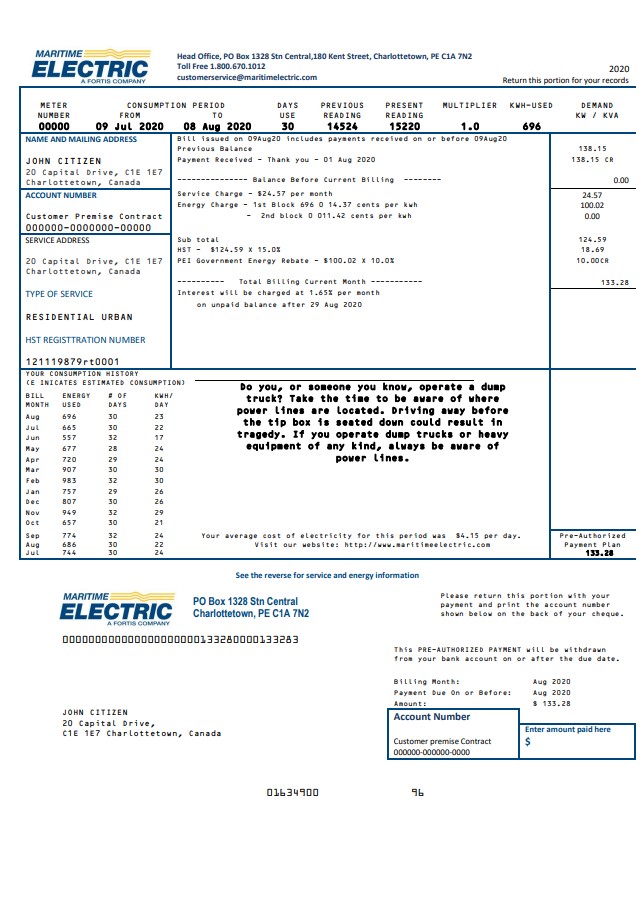 MARITIME
ELECTRIC
A FORTIS COMPANY
Head Office, PO Box 1328 Stn Central,180 Kent Street, Charlottetown, PE C1A 7N2
Toll Free 1.800.670.1012
customerservice@maritimelectric.com
2020
Return this portion for your records
METER CONSUMPTION PERIOD DAYS PREVIOUS PRESENT MULTIPLIER KWH-USED DEMAND
NUMBER FROM TO USE READING READING KW / KVA
00000 09 Jul 2020 08 Aug 2020 30 14524 15220 1.0 696
NAME AND MAILING ADDRESS
JOHN CITIZEN
20 Capital Drive, C1E 1E7
Charlottetown, Canada
ACCOUNT NUMBER
Customer Premise Contract
000000-0000000-00000
SERVICE ADDRESS
20 Capital Drive, C1E 1E7
Charlottetown, Canada
TYPE OF SERVICE
RESIDENTIAL URBAN
HST REGISTTRATION NUMBER
121119879rt0001
Bill issued on 09Aug20 includes payments received on or before 09Aug20
Previous Balance 138.15
Payment Received - Thank you - 01 Aug 2020 138.15 CR
--------------- Balance Before Current Billing -------- 0.00
Service Charge - $24.57 per month 24.57
Energy Charge - 1st Block 696 0 14.37 cents per kwh 100.02
- 2nd block 0 011.42 cents per kwh 0.00
Sub total 124.59
HST - $124.59 X 15.0% 18.69
PEI Government Energy Rebate - $100.02 X 10.0% 10.00CR
---------- Total Billing Current Month ----------- 133.28
Interest will be charged at 1.65% per month
on unpaid balance after 29 Aug 2020
YOUR CONSUMPTION HISTORY
(E INICATES ESTIMATED CONSUMPTION)
BILL ENERGY # OF KWH/
MONTH USED DAYS DAY
Aug 696 30 23
Jul 665 30 22
Jun 557 32 17
May 677 28 24
Apr 720 29 24
Mar 907 30 30
Feb 983 32 30
Jan 757 29 26
Dec 807 30 26
Nov 949 32 29
Oct 657 30 21
Sep 774 32 24
Aug 686 30 22
Jul 744 30 24
Do you, or someone you know, operate a dump
truck? Take the time to be aware of where
power lines are located. Driving away before
the tip box is seated down could result in
tragedy. If you operate dump trucks or heavy
equipment of any kind, always be aware of
power lines.
Your average cost of electricity for this period was $4.15 per day.
Visit our website: http://www.maritimeelectric.com
Pre-Authorized
Payment Plan
133.28
See the reverse for service and energy information
MARITIME
ELECTRIC
A FORTIS COMPANY
PO Box 1328 Stn Central
Charlottetown, PE C1A 7N2
Please return this portion with your
payment and print the account number
shown below on the back of your cheque.
000000000000000000000133280000133283
This PRE-AUTHORIZED PAYMENT will be withdrawn
from your bank account on or after the due date.
Billing Month: Aug 2020
Payment Due On or Before: Aug 2020
Amount: $ 133.28
JOHN CITIZEN
20 Capital Drive,
C1E 1E7 Charlottetown, Canada
Account Number
Customer premise Contract
000000-000000-0000
Enter amount paid here
$
01634900 96